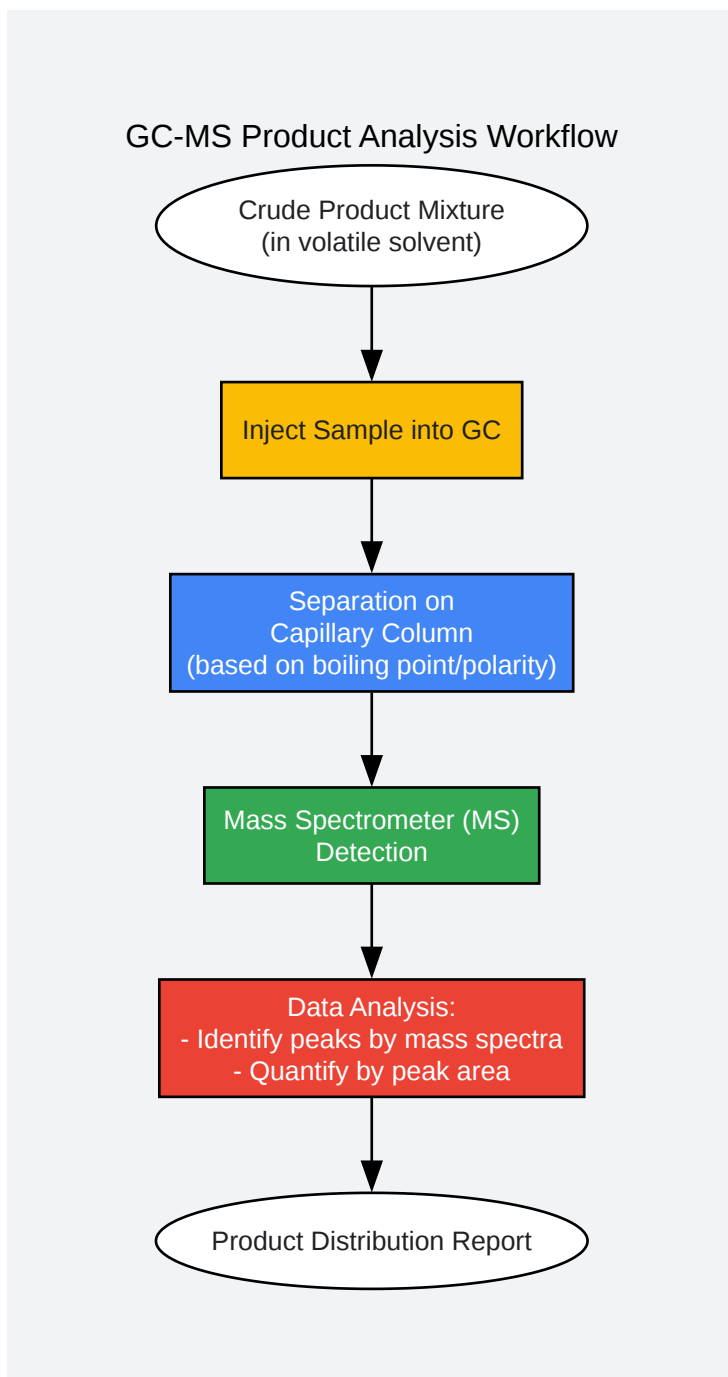 GC-MS Product Analysis Workflow
Crude Product Mixture
(in volatile solvent)
Inject Sample into GC
Separation on
Capillary Column
(based on boiling point/polarity)
Mass Spectrometer (MS)
Detection
Data Analysis:
- Identify peaks by mass spectra
- Quantify by peak area
Product Distribution Report